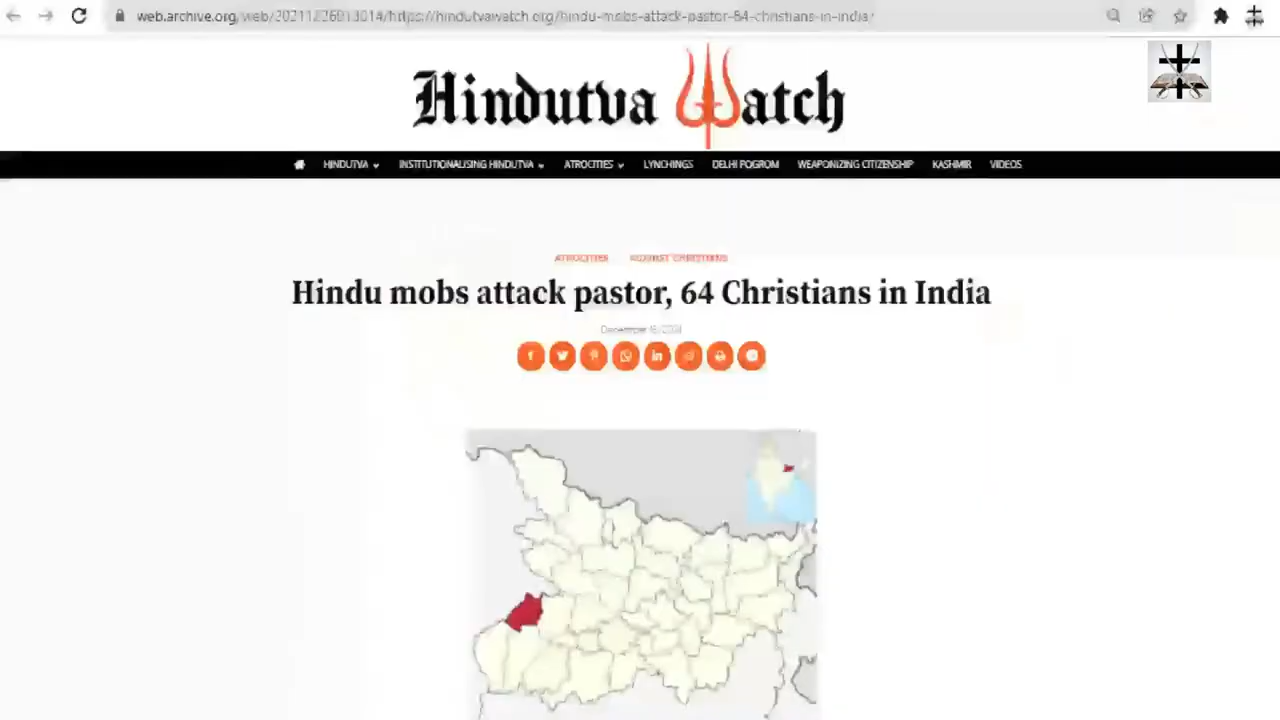 web.archive.org/web/20211226013014/https://hindutvawatch.org/hindu-mobs-attack-pastor-64-christians-in-india/
Hindutva Watch
HINDUTVA INSTITUTIONALISING HINDUTVA ATROCITIES LYNCHINGS DELHI POGROM WEAPONIZING CITIZENSHIP KASHMIR VIDEOS
ATROCITIES AGAINST CHRISTIANS
Hindu mobs attack pastor, 64 Christians in India
December